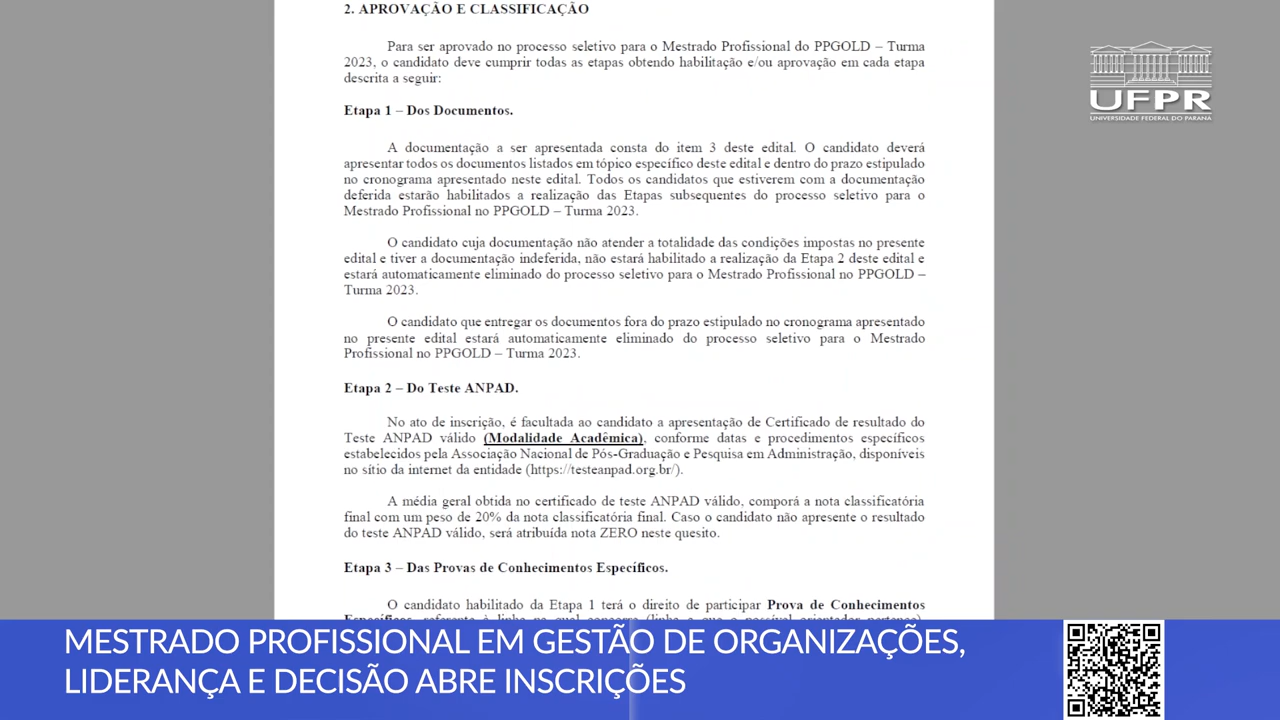 2. APROVAÇÃO E CLASSIFICAÇÃO
Para ser aprovado no processo seletivo para o Mestrado Profissional do PPGOLD – Turma
2023, o candidato deve cumprir todas as etapas obtendo habilitação e/ou aprovação em cada etapa
descrita a seguir:
Etapa 1 – Dos Documentos.
A documentação a ser apresentada consta do item 3 deste edital. O candidato deverá
apresentar todos os documentos listados em tópico específico deste edital e dentro do prazo estipulado
no cronograma apresentado neste edital. Todos os candidatos que estiverem com a documentação
deferida estarão habilitados a realização das Etapas subsequentes do processo seletivo para o
Mestrado Profissional no PPGOLD – Turma 2023.
O candidato cuja documentação não atender a totalidade das condições impostas no presente
edital e tiver a documentação indeferida, não estará habilitado a realização da Etapa 2 deste edital e
estará automaticamente eliminado do processo seletivo para o Mestrado Profissional no PPGOLD –
Turma 2023.
O candidato que entregar os documentos fora do prazo estipulado no cronograma apresentado
no presente edital estará automaticamente eliminado do processo seletivo para o Mestrado
Profissional no PPGOLD – Turma 2023.
Etapa 2 – Do Teste ANPAD.
No ato de inscrição, é facultada ao candidato a apresentação de Certificado de resultado do
Teste ANPAD válido (Modalidade Acadêmica), conforme datas e procedimentos específicos
estabelecidos pela Associação Nacional de Pós-Graduação e Pesquisa em Administração, disponíveis
no sítio da internet da entidade (https://testeanpad.org.br/).
A média geral obtida no certificado de teste ANPAD válido, comporá a nota classificatória
final com um peso de 20% da nota classificatória final. Caso o candidato não apresente o resultado
do teste ANPAD válido, será atribuída nota ZERO neste quesito.
Etapa 3 – Das Provas de Conhecimentos Específicos.
O candidato habilitado da Etapa 1 terá o direito de participar Prova de Conhecimentos
UFPR
UNIVERSIDADE FEDERAL DO PARANÁ
MESTRADO PROFISSIONAL EM GESTÃO DE ORGANIZAÇÕES,
LIDERANÇA E DECISÃO ABRE INSCRIÇÕES